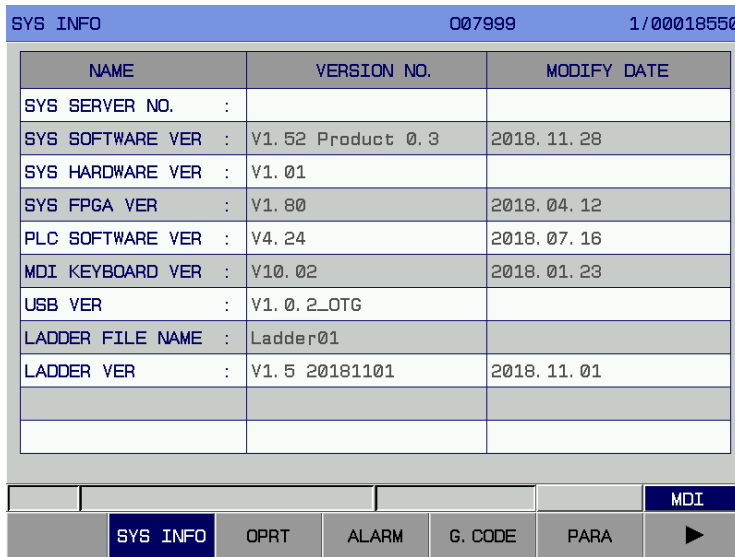 SYS INFO O07999 1/00018550
NAME VERSION NO. MODIFY DATE
SYS SERVER NO. :
SYS SOFTWARE VER : V1.52 Product 0.3 2018.11.28
SYS HARDWARE VER : V1.01
SYS FPGA VER : V1.80 2018.04.12
PLC SOFTWARE VER : V4.24 2018.07.16
MDI KEYBOARD VER : V10.02 2018.01.23
USB VER : V1.0.2_OTG
LADDER FILE NAME : Ladder01
LADDER VER : V1.5 20181101 2018.11.01
MDI
SYS INFO OPRT ALARM G.CODE PARA ▶